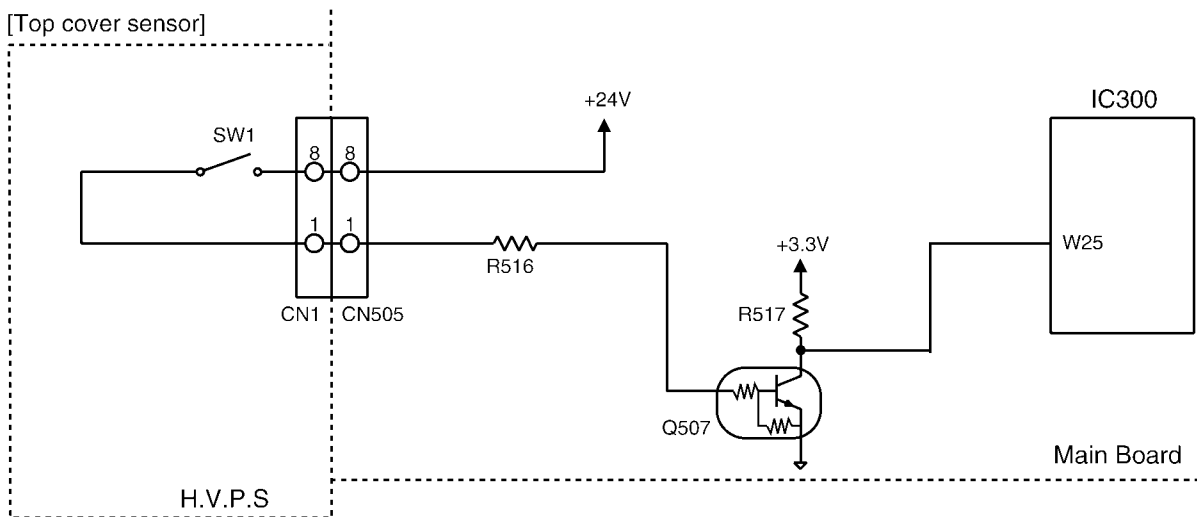 [Top cover sensor]
+24V
IC300
SW1
8 8
1 1
+3.3V
W25
R516
CN1 CN505
R517
Q507
Main Board
H.V.P.S